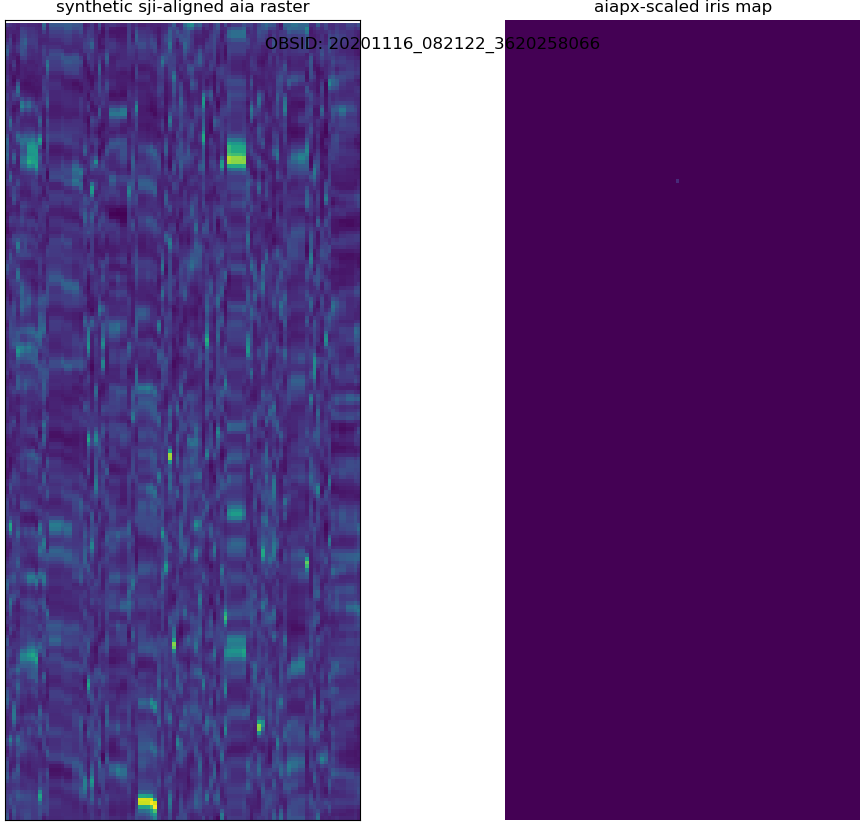 synthetic sji-aligned aia raster
aiapx-scaled iris map
OBSID: 20201116_082122_3620258066